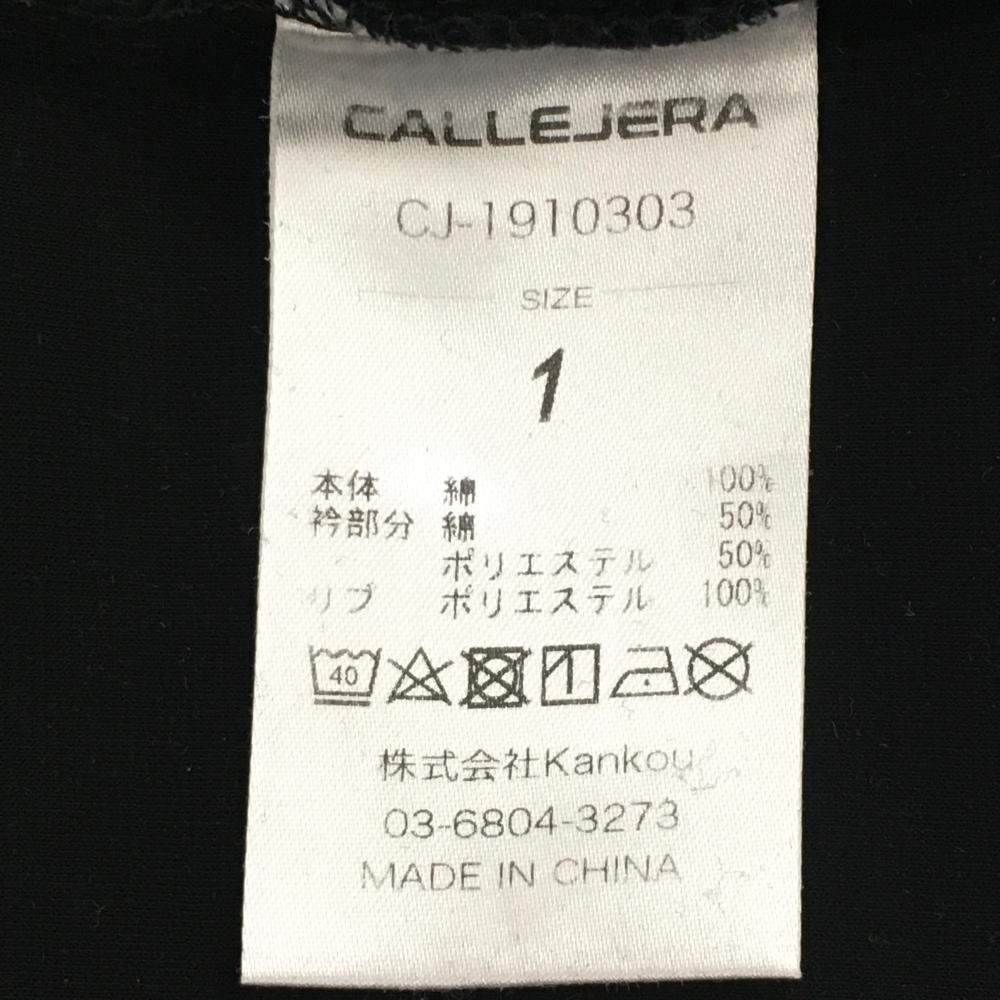 CALLEJERA
CJ-1910303
SIZE
1
本体 綿 100%
衿部分 綿 50%
ポリエステル 50%
リブ ポリエステル 100%
40
株式会社Kankou
03-6804-3273
MADE IN CHINA